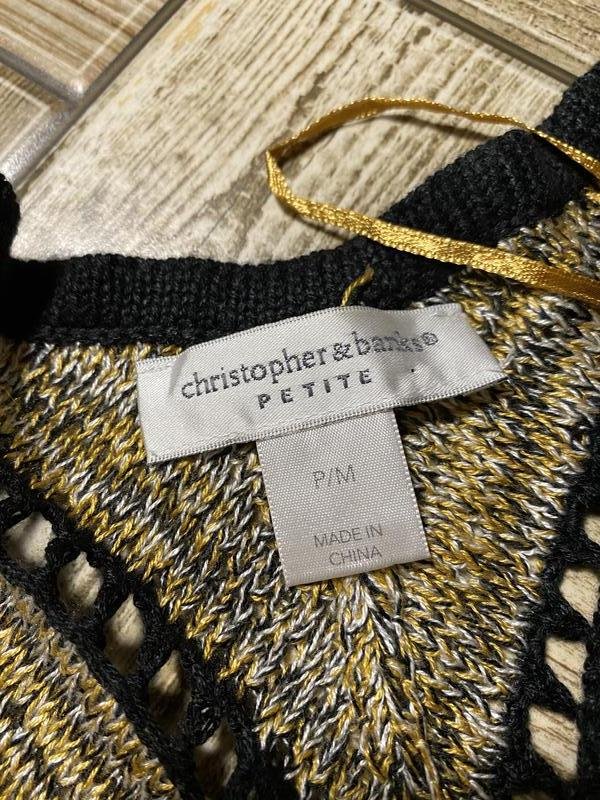 christopher & banks®
PETITE
P/M
MADE IN
CHINA